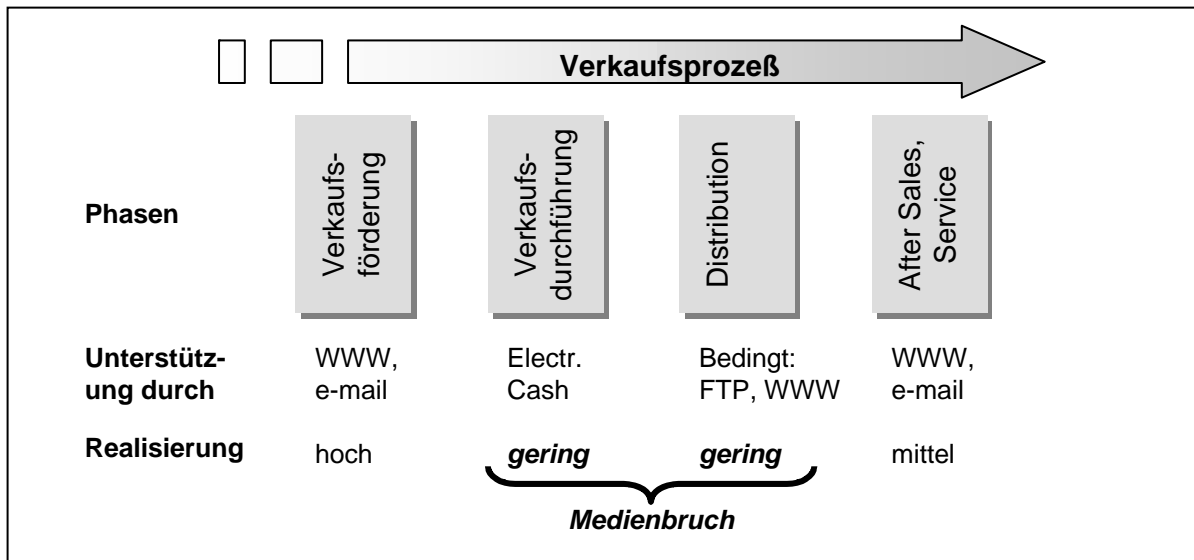 Verkaufsprozeß
Phasen
Verkaufs-
förderung
Verkaufs-
durchführung
Distribution
After Sales,
Service
Unterstütz-
ung durch
WWW,
e-mail
Electr.
Cash
Bedingt:
FTP, WWW
WWW,
e-mail
Realisierung
hoch
gering
gering
mittel
Medienbruch